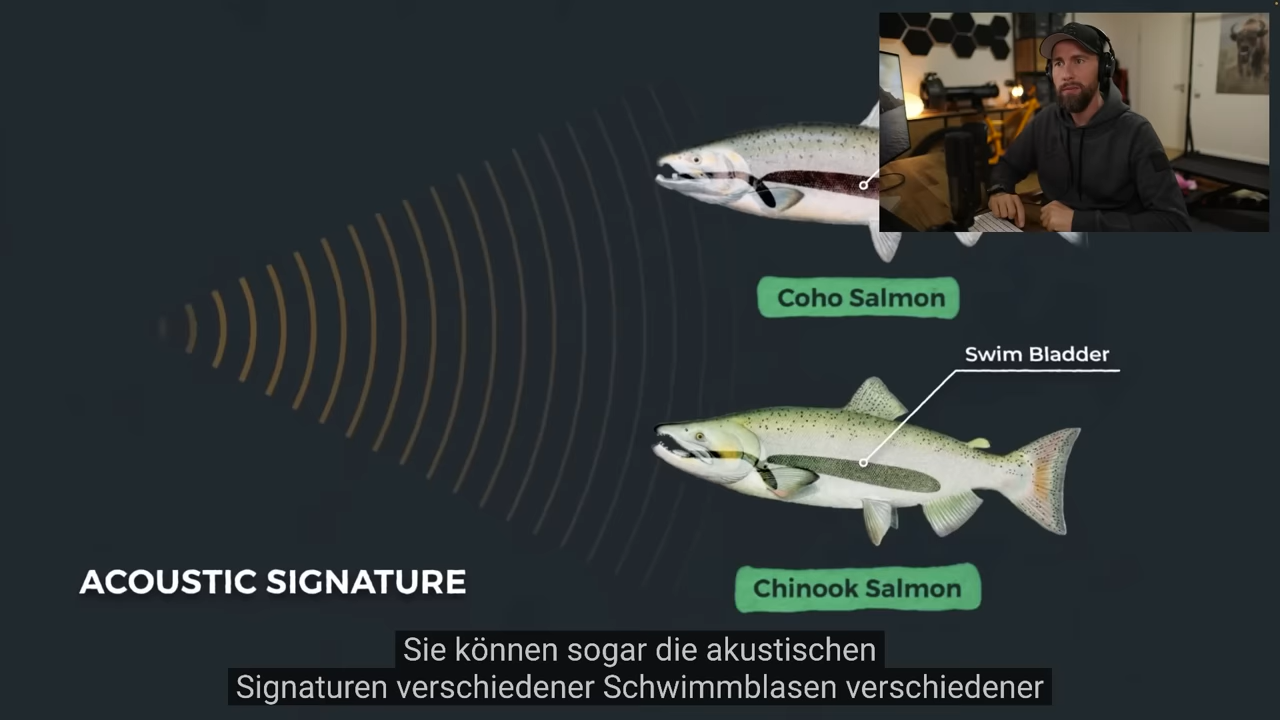 Coho Salmon
Swim Bladder
Chinook Salmon
ACOUSTIC SIGNATURE
Sie können sogar die akustischen
Signaturen verschiedener Schwimmblasen verschiedener